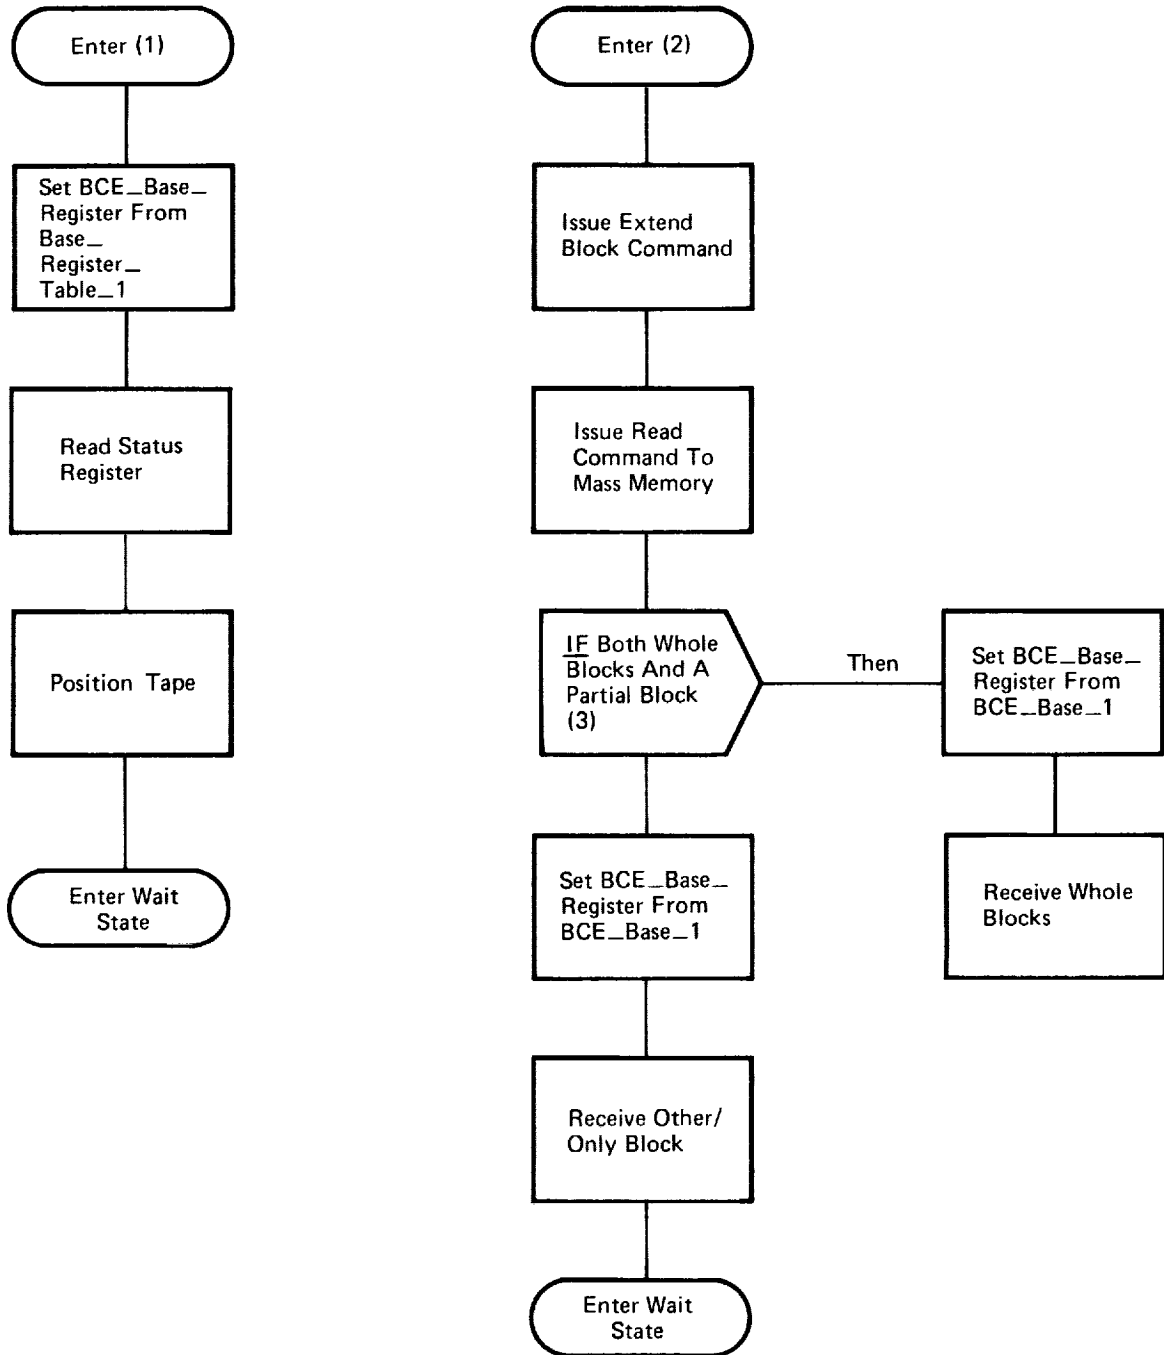 Enter (1)
Set BCE_Base_
Register From
Base_
Register_
Table_1
Read Status
Register
Position Tape
Enter Wait
State
Enter (2)
Issue Extend
Block Command
Issue Read
Command To
Mass Memory
IF Both Whole
Blocks And A
Partial Block
(3)
Then
Set BCE_Base_
Register From
BCE_Base_1
Receive Whole
Blocks
Set BCE_Base_
Register From
BCE_Base_1
Receive Other/
Only Block
Enter Wait
State